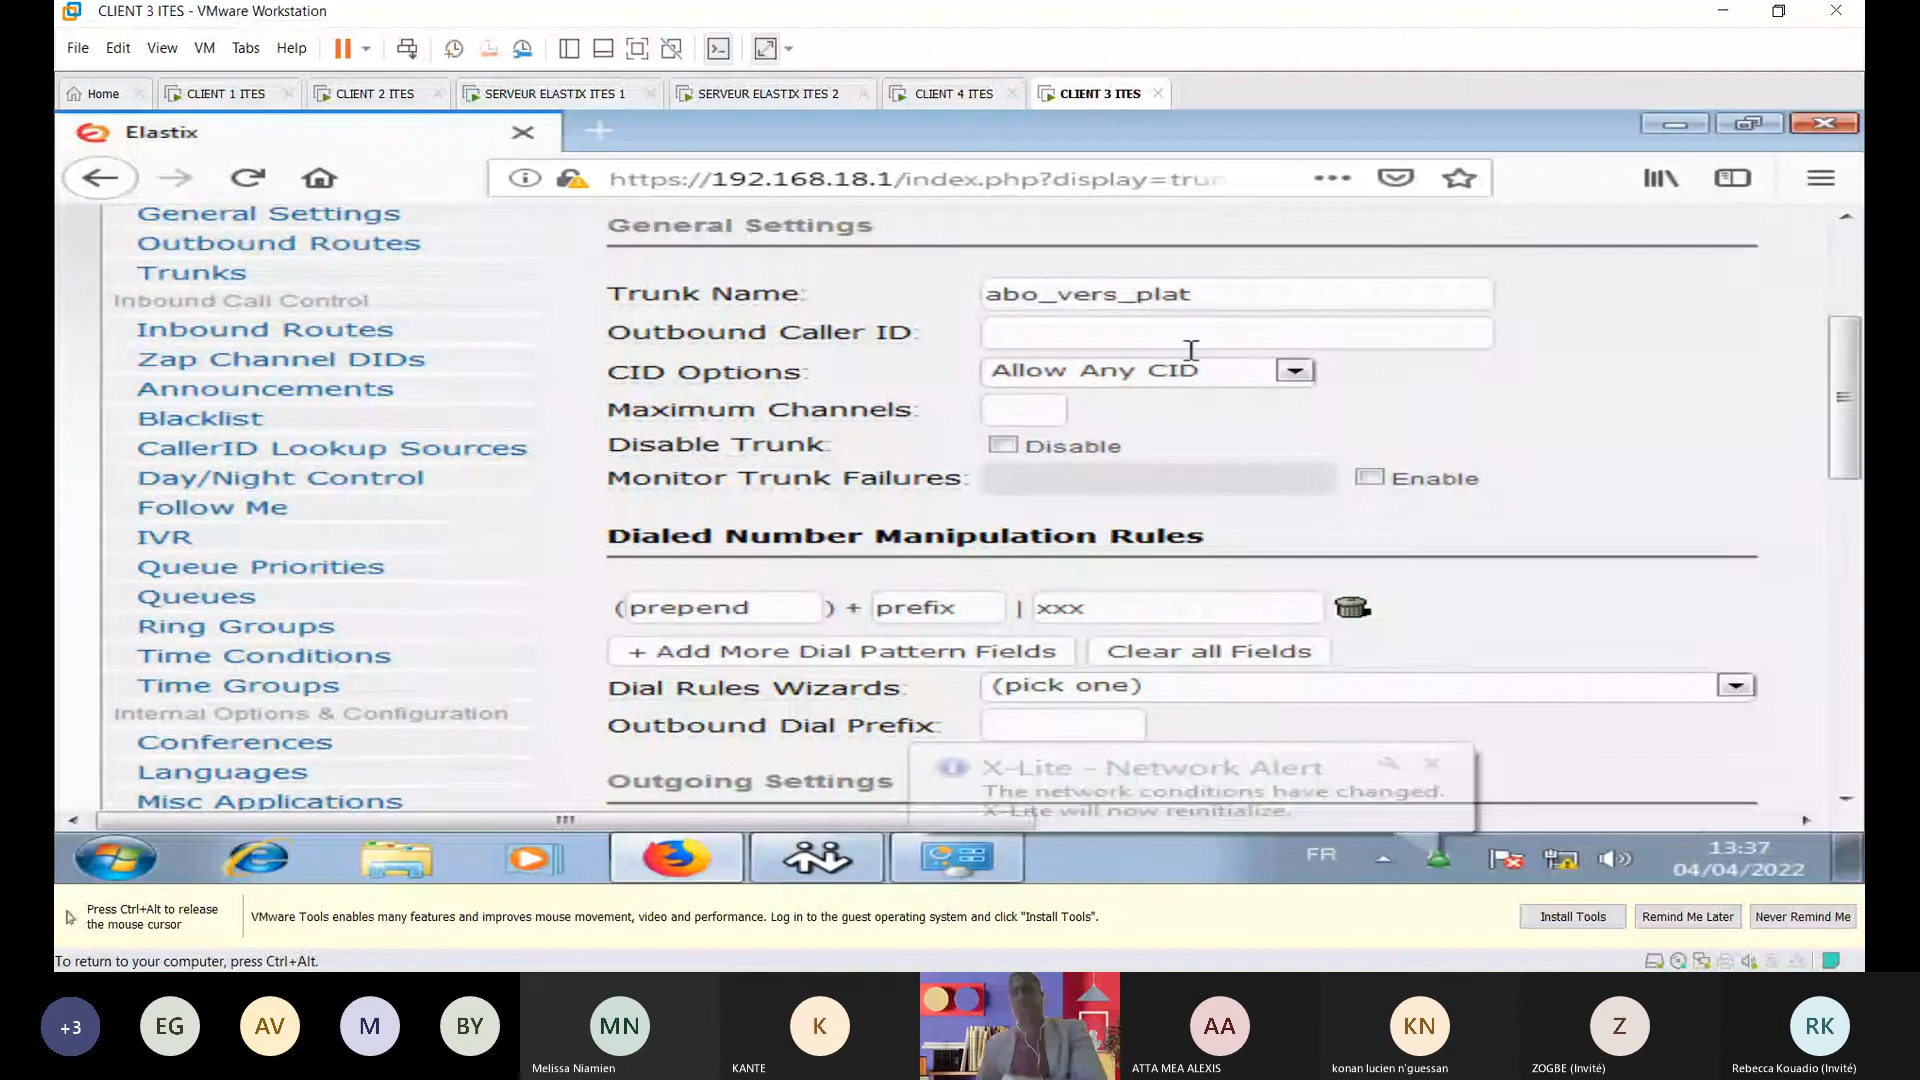 CLIENT 3 ITES - VMware Workstation
File Edit View VM Tabs Help
Home CLIENT 1 ITES CLIENT 2 ITES SERVEUR ELASTIX ITES 1 SERVEUR ELASTIX ITES 2 CLIENT 4 ITES CLIENT 3 ITES
Elastix
https://192.168.18.1/index.php?display=trun
General Settings
Outbound Routes
Trunks
Inbound Call Control
Inbound Routes
Zap Channel DIDs
Announcements
Blacklist
CallerID Lookup Sources
Day/Night Control
Follow Me
IVR
Queue Priorities
Queues
Ring Groups
Time Conditions
Time Groups
Internal Options & Configuration
Conferences
Languages
Misc Applications
General Settings
Trunk Name: abo_vers_plat
Outbound Caller ID:
CID Options: Allow Any CID
Maximum Channels:
Disable Trunk: Disable
Monitor Trunk Failures: Enable
Dialed Number Manipulation Rules
(prepend ) + prefix | xxx
+ Add More Dial Pattern Fields Clear all Fields
Dial Rules Wizards: (pick one)
Outbound Dial Prefix:
Outgoing Settings
X-Lite - Network Alert
The network conditions have changed.
X-Lite will now reinitialize.
FR
13:37
04/04/2022
Press Ctrl+Alt to release
the mouse cursor
VMware Tools enables many features and improves mouse movement, video and performance. Log in to the guest operating system and click "Install Tools".
Install Tools Remind Me Later Never Remind Me
To return to your computer, press Ctrl+Alt.
+3 EG AV M BY MN K AA KN Z RK
Melissa Niamien KANTE ATTA MEA ALEXIS konan lucien n'guessan ZOGBE (Invité) Rebecca Kouadio (Invité)